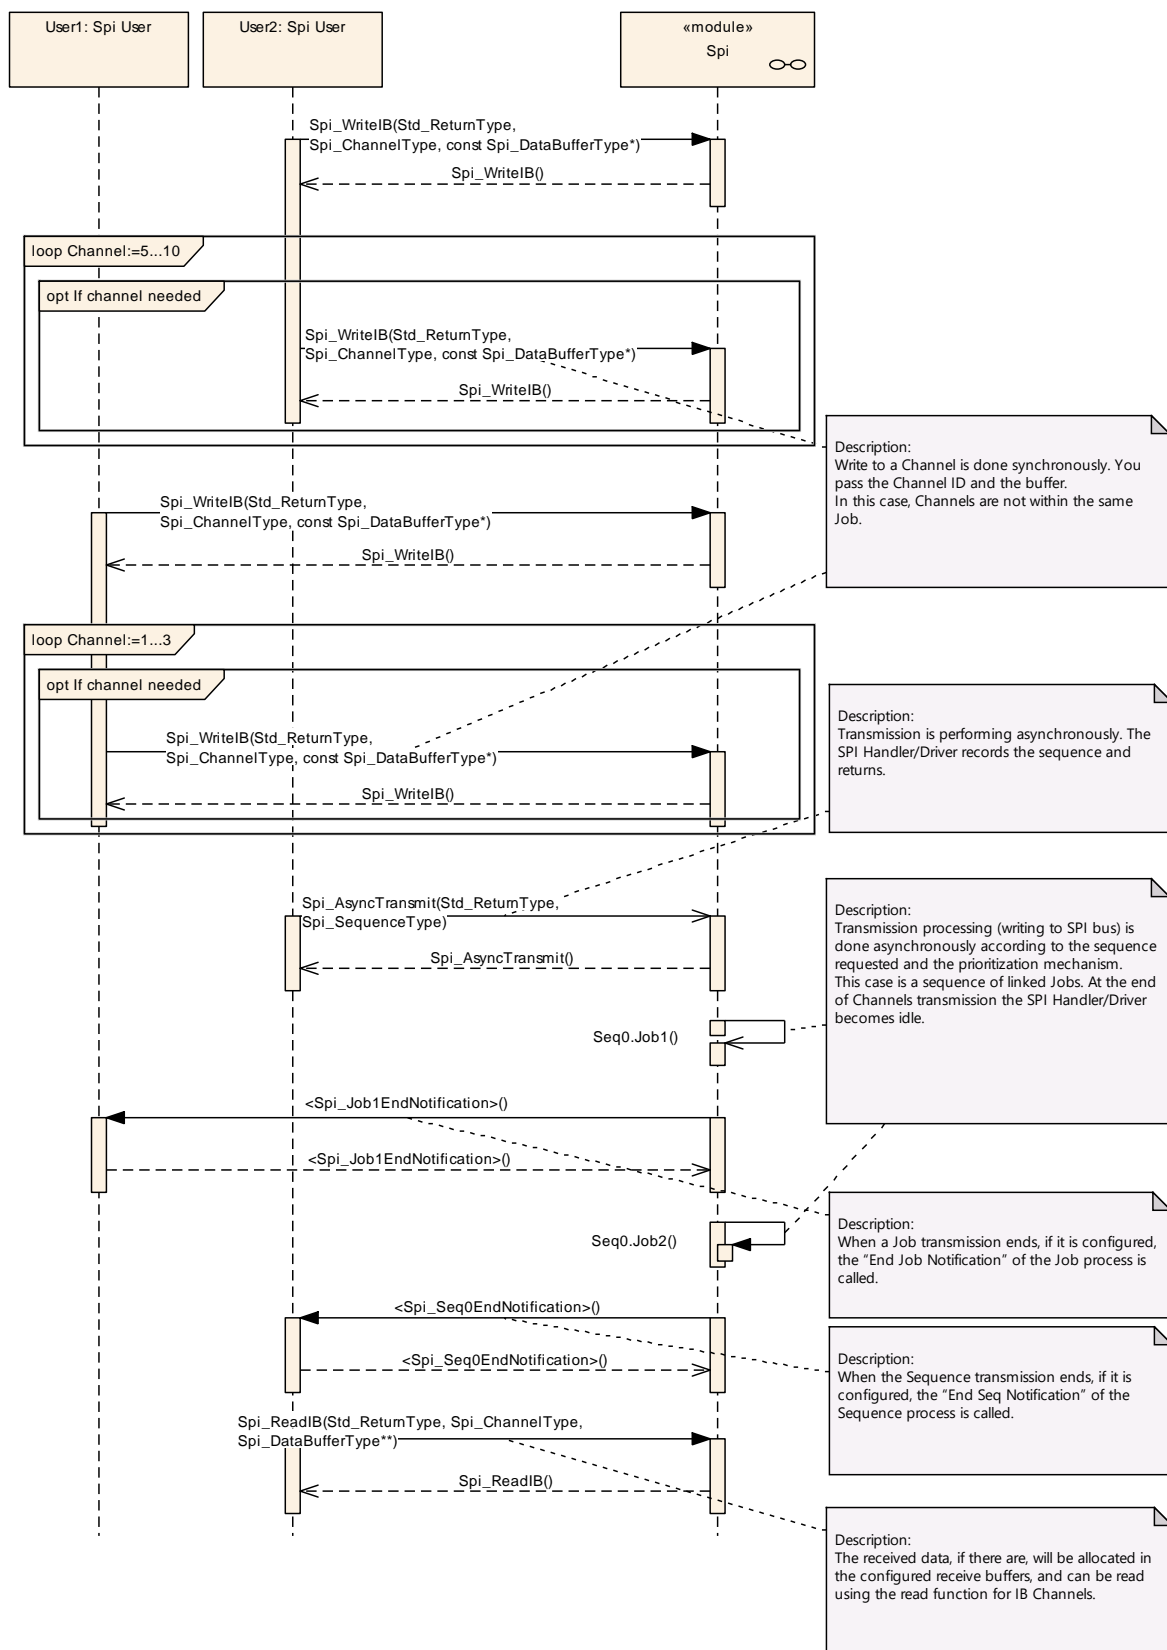 User1: Spi User
User2: Spi User
«module»
Spi
Spi_WriteIB(Std_ReturnType,
Spi_ChannelType, const Spi_DataBufferType*)
Spi_WriteIB()
loop Channel:=5...10
opt If channel needed
Spi_WriteIB(Std_ReturnType,
Spi_ChannelType, const Spi_DataBufferType*)
Spi_WriteIB()
Description:
Write to a Channel is done synchronously. You
pass the Channel ID and the buffer.
In this case, Channels are not within the same
Job.
Spi_WriteIB(Std_ReturnType,
Spi_ChannelType, const Spi_DataBufferType*)
Spi_WriteIB()
loop Channel:=1...3
opt If channel needed
Spi_WriteIB(Std_ReturnType,
Spi_ChannelType, const Spi_DataBufferType*)
Spi_WriteIB()
Description:
Transmission is performing asynchronously. The
SPI Handler/Driver records the sequence and
returns.
Spi_AsyncTransmit(Std_ReturnType,
Spi_SequenceType)
Spi_AsyncTransmit()
Description:
Transmission processing (writing to SPI bus) is
done asynchronously according to the sequence
requested and the prioritization mechanism.
This case is a sequence of linked Jobs. At the end
of Channels transmission the SPI Handler/Driver
becomes idle.
Seq0.Job1()
<Spi_Job1EndNotification>()
<Spi_Job1EndNotification>()
Seq0.Job2()
Description:
When a Job transmission ends, if it is configured,
the “End Job Notification” of the Job process is
called.
<Spi_Seq0EndNotification>()
<Spi_Seq0EndNotification>()
Description:
When the Sequence transmission ends, if it is
configured, the “End Seq Notification” of the
Sequence process is called.
Spi_ReadIB(Std_ReturnType, Spi_ChannelType,
Spi_DataBufferType**)
Spi_ReadIB()
Description:
The received data, if there are, will be allocated in
the configured receive buffers, and can be read
using the read function for IB Channels.